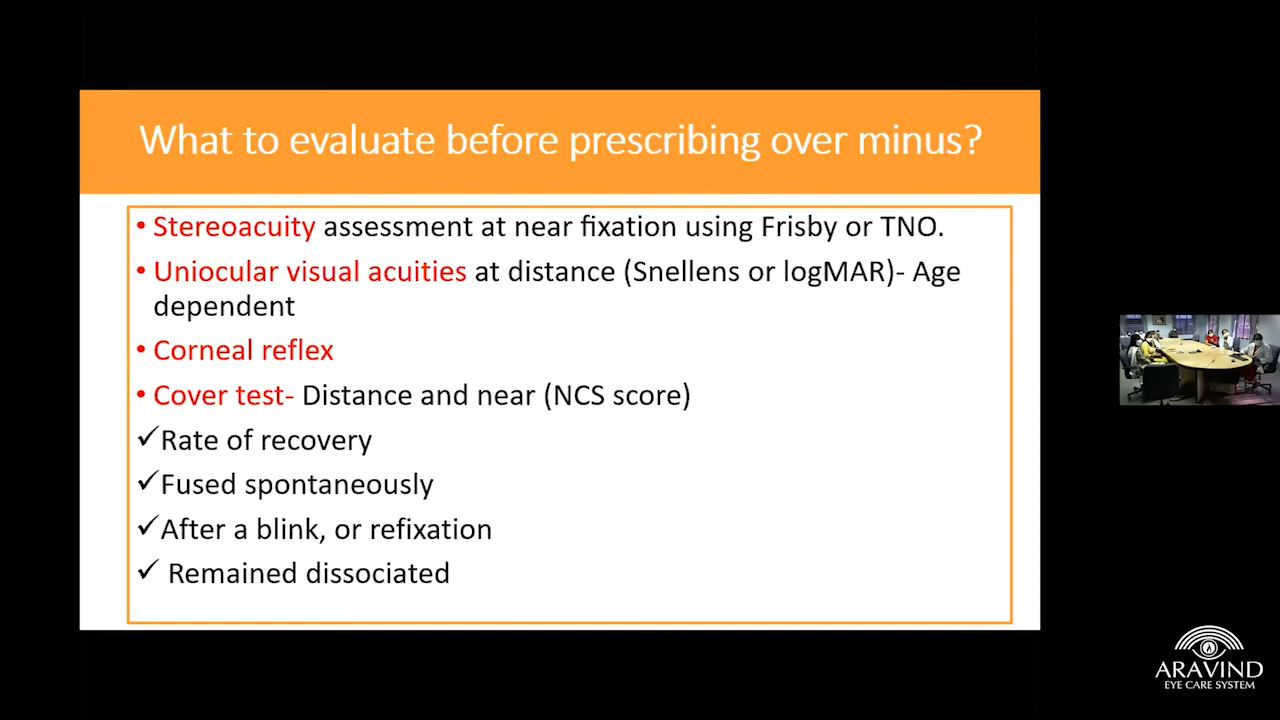 What to evaluate before prescribing over minus?
• Stereoacuity assessment at near fixation using Frisby or TNO.
• Uniocular visual acuities at distance (Snellens or logMAR)- Age
dependent
• Corneal reflex
• Cover test- Distance and near (NCS score)
✓Rate of recovery
✓Fused spontaneously
✓After a blink, or refixation
✓ Remained dissociated
ARAVIND
EYE CARE SYSTEM